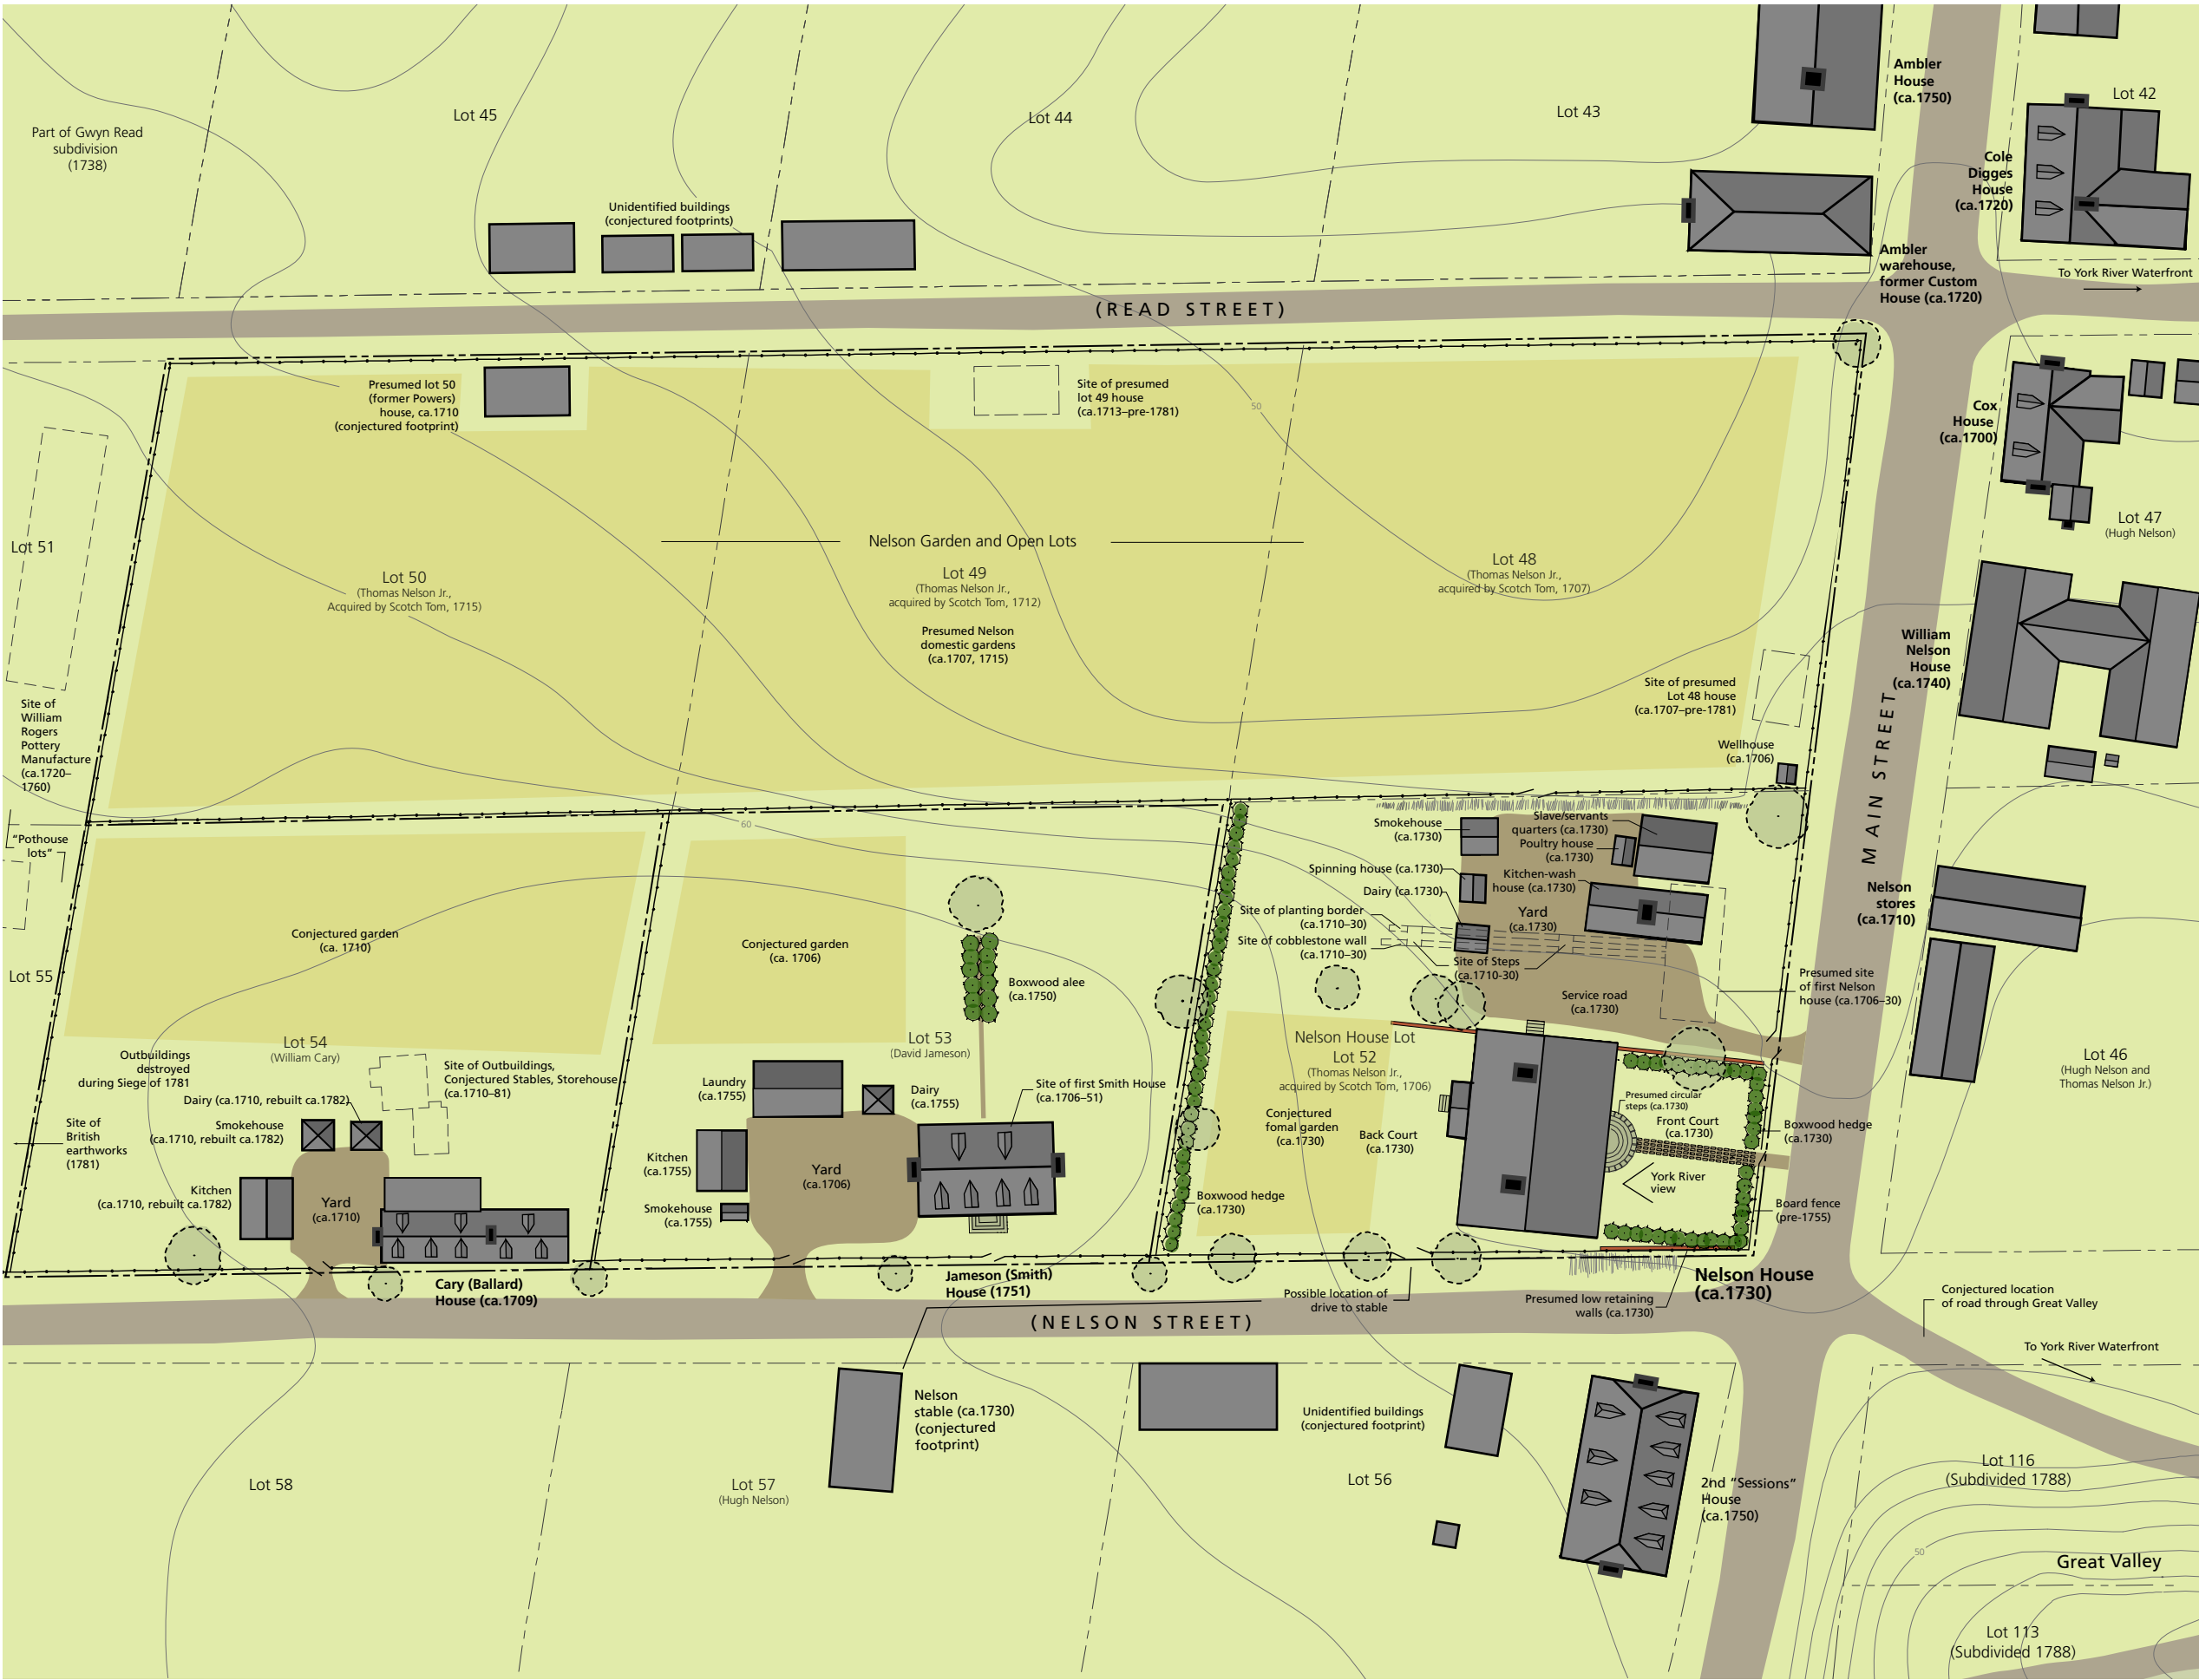 Part of Gwyn Read
subdivision
(1738)
Lot 45
Lot 44
Lot 43
Ambler
House
(ca.1750)
Lot 42
Cole
Digges
House
(ca.1720)
Unidentified buildings
(conjectured footprints)
Ambler
warehouse,
former Custom
House (ca.1720)
To York River Waterfront
(READ STREET)
Presumed lot 50
(former Powers)
house, ca.1710
(conjectured footprint)
Site of presumed
lot 49 house
(ca.1713–pre-1781)
50
Cox
House
(ca.1700)
Lot 47
(Hugh Nelson)
Lot 51
Nelson Garden and Open Lots
Lot 50
(Thomas Nelson Jr.,
Acquired by Scotch Tom, 1715)
Lot 49
(Thomas Nelson Jr.,
acquired by Scotch Tom, 1712)
Presumed Nelson
domestic gardens
(ca.1707, 1715)
Lot 48
(Thomas Nelson Jr.,
acquired by Scotch Tom, 1707)
William
Nelson
House
(ca.1740)
Site of presumed
Lot 48 house
(ca.1707–pre-1781)
Wellhouse
(ca.1706)
MAIN STREET
Site of
William
Rogers
Pottery
Manufacture
(ca.1720–
1760)
"Pothouse
lots"
60
Smokehouse
(ca.1730)
Slave/servants
quarters (ca.1730)
Poultry house
(ca.1730)
Spinning house (ca.1730)
Kitchen-wash
house (ca.1730)
Dairy (ca.1730)
Yard
(ca.1730)
Site of planting border
(ca.1710–30)
Site of cobblestone wall
(ca.1710–30)
Site of Steps
(ca.1710-30)
Nelson
stores
(ca.1710)
Conjectured garden
(ca. 1710)
Conjectured garden
(ca. 1706)
Lot 55
Boxwood alee
(ca.1750)
Service road
(ca.1730)
Presumed site
of first Nelson
house (ca.1706–30)
Lot 54
(William Cary)
Lot 53
(David Jameson)
Nelson House Lot
Lot 52
(Thomas Nelson Jr.,
acquired by Scotch Tom, 1706)
Lot 46
(Hugh Nelson and
Thomas Nelson Jr.)
Outbuildings
destroyed
during Siege of 1781
Site of Outbuildings,
Conjectured Stables, Storehouse
(ca.1710–81)
Laundry
(ca.1755)
Dairy
(ca.1755)
Site of first Smith House
(ca.1706–51)
Dairy (ca.1710, rebuilt ca.1782)
Smokehouse
(ca.1710, rebuilt ca.1782)
Site of
British
earthworks
(1781)
Presumed circular
steps (ca.1730)
Front Court
(ca.1730)
Conjectured
fomal garden
(ca.1730)
Back Court
(ca.1730)
Boxwood hedge
(ca.1730)
Kitchen
(ca.1755)
Yard
(ca.1706)
York River
view
Kitchen
(ca.1710, rebuilt ca.1782)
Yard
(ca.1710)
Smokehouse
(ca.1755)
Boxwood hedge
(ca.1730)
Board fence
(pre-1755)
Cary (Ballard)
House (ca.1709)
Jameson (Smith)
House (1751)
Possible location of
drive to stable
Presumed low retaining
walls (ca.1730)
Nelson House
(ca.1730)
Conjectured location
of road through Great Valley
(NELSON STREET)
To York River Waterfront
Nelson
stable (ca.1730)
(conjectured
footprint)
Unidentified buildings
(conjectured footprint)
Lot 58
Lot 57
(Hugh Nelson)
Lot 56
2nd "Sessions"
House
(ca.1750)
Lot 116
(Subdivided 1788)
50
Great Valley
Lot 113
(Subdivided 1788)